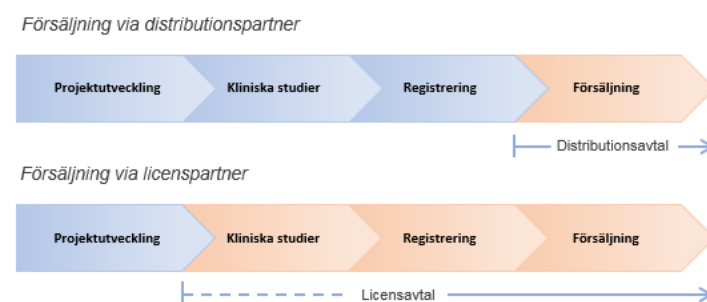 Försäljning via distributionspartner
Projektutveckling Kliniska studier Registrering Försäljning
Distributionsavtal
Försäljning via licenspartner
Projektutveckling Kliniska studier Registrering Försäljning
Licensavtal